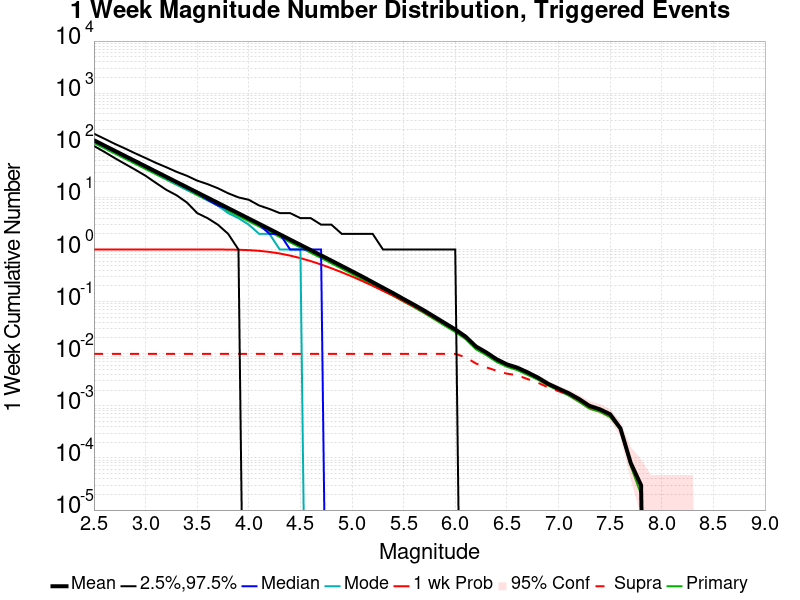 1 Week Magnitude Number Distribution, Triggered Events
1 Week Cumulative Number
10^4
10^3
10^2
10^1
10^0
10^-1
10^-2
10^-3
10^-4
10^-5
2.5 3.0 3.5 4.0 4.5 5.0 5.5 6.0 6.5 7.0 7.5 8.0 8.5 9.0
Magnitude
Mean 2.5%,97.5% Median Mode 1 wk Prob 95% Conf Supra Primary